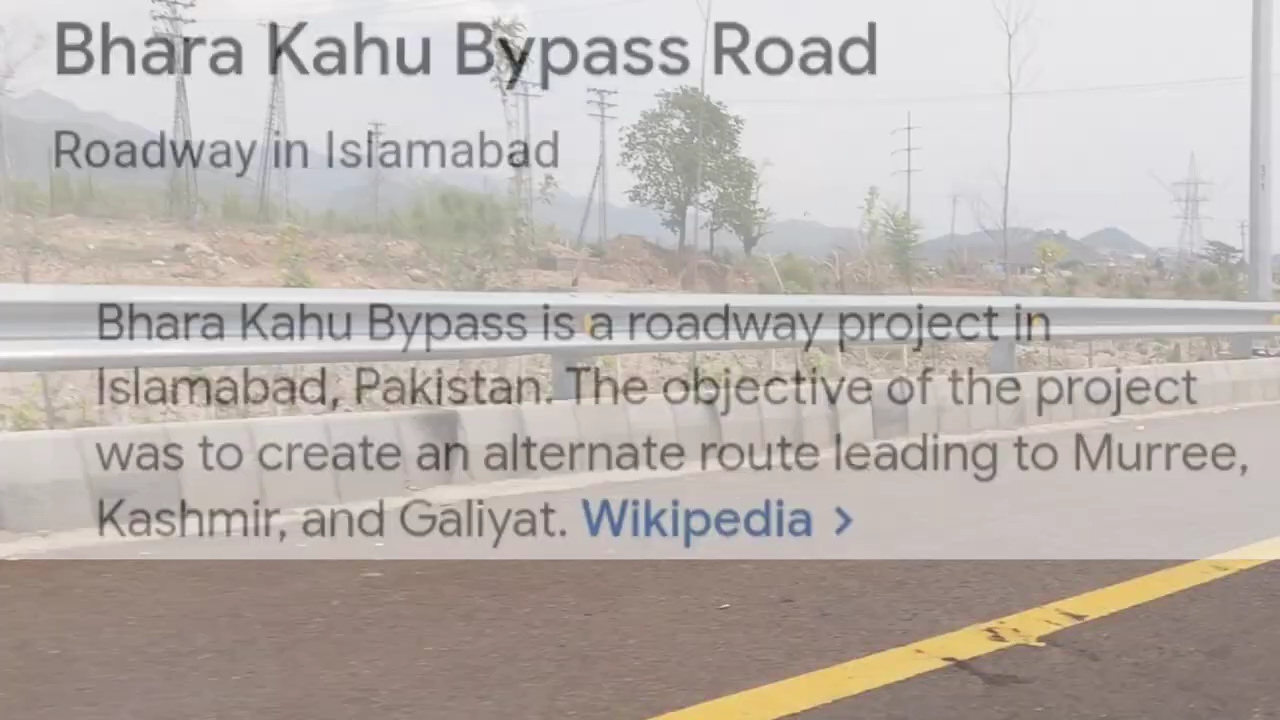 Bhara Kahu Bypass Road
Roadway in Islamabad
Bhara Kahu Bypass is a roadway project in
Islamabad, Pakistan. The objective of the project
was to create an alternate route leading to Murree,
Kashmir, and Galiyat. Wikipedia >